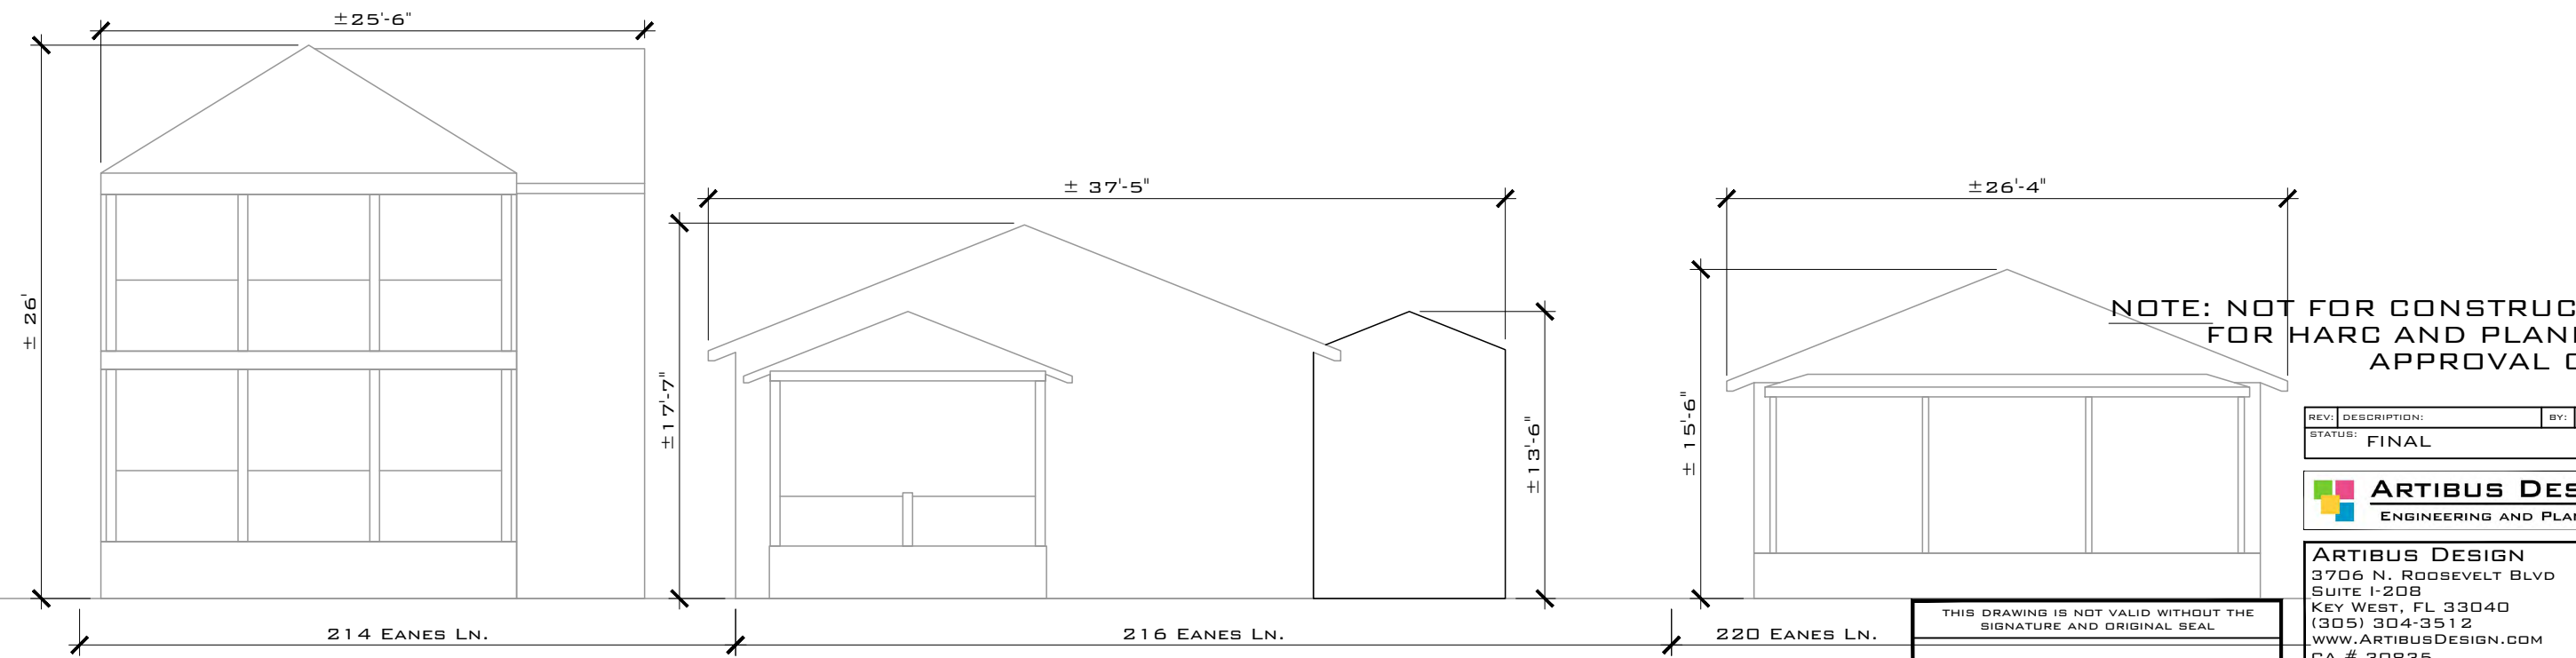 ±25'-6"
± 26'
± 37'-5"
±17'-7"
±13'-6"
±26'-4"
± 15'-6"
214 Eanes Ln.
216 Eanes Ln.
220 Eanes Ln.
NOTE: NOT FOR CONSTRUC
FOR HARC AND PLAN
APPROVAL
REV: DESCRIPTION: BY:
STATUS: FINAL
Artibus Des
Engineering and Plan
Artibus Design
3706 N. Roosevelt Blvd
Suite I-208
Key West, FL 33040
(305) 304-3512
www.ArtibusDesign.com
CA # 30835
THIS DRAWING IS NOT VALID WITHOUT THE
SIGNATURE AND ORIGINAL SEAL